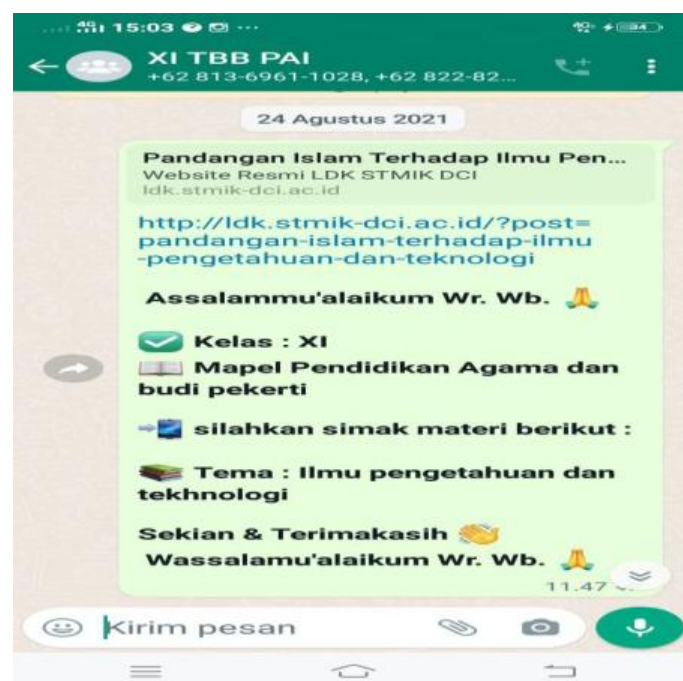 4G 15:03 ...
34
XI TBB PAI
+62 813-6961-1028, +62 822-82...
24 Agustus 2021
Pandangan Islam Terhadap Ilmu Pen...
Website Resmi LDK STMIK DCI
ldk.stmik-dci.ac.id
http://ldk.stmik-dci.ac.id/?post=
pandangan-islam-terhadap-ilmu
-pengetahuan-dan-teknologi
Assalammu'alaikum Wr. Wb. 🙏
✅ Kelas : XI
📖 Mapel Pendidikan Agama dan
budi pekerti
📲 silahkan simak materi berikut :
📚 Tema : Ilmu pengetahuan dan
tekhnologi
Sekian & Terimakasih 👏
Wassalamu'alaikum Wr. Wb. 🙏
11.47
Kirim pesan